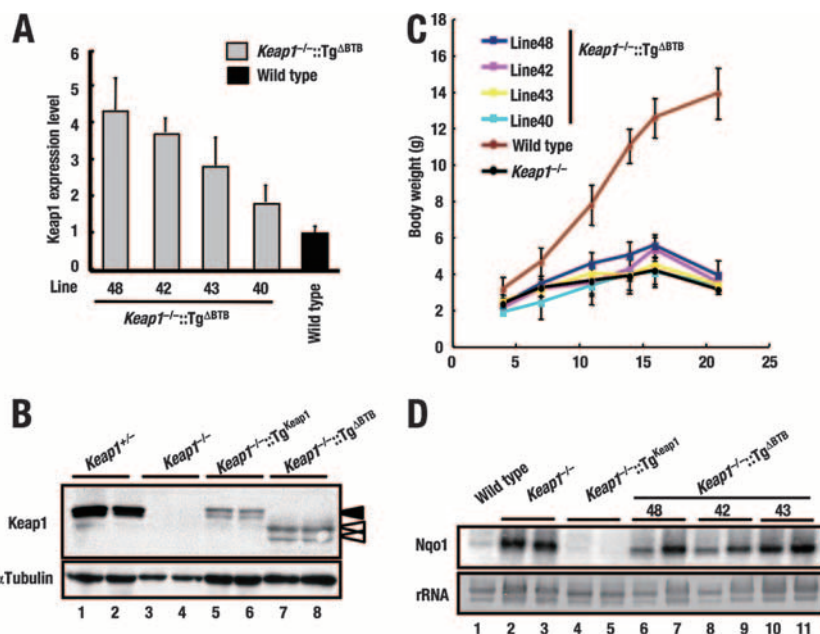 A
Keap1 expression level
6
5
4
3
2
1
0
Keap1−/−::TgΔBTB
Wild type
Line
48
42
43
40
Keap1−/−::TgΔBTB
Wild type
C
Body weight (g)
18
16
14
12
10
8
6
4
2
0
Line48
Line42
Line43
Line40
Keap1−/−::TgΔBTB
Wild type
Keap1−/−
0
5
10
15
20
25
B
Keap1+/−
Keap1−/−
Keap1−/−::TgKeap1
Keap1−/−::TgΔBTB
Keap1
αTubulin
1 2 3 4 5 6 7 8
D
Wild type
Keap1−/−
Keap1−/−::TgKeap1
Keap1−/−::TgΔBTB
48 42 43
Nqo1
rRNA
1 2 3 4 5 6 7 8 9 10 11